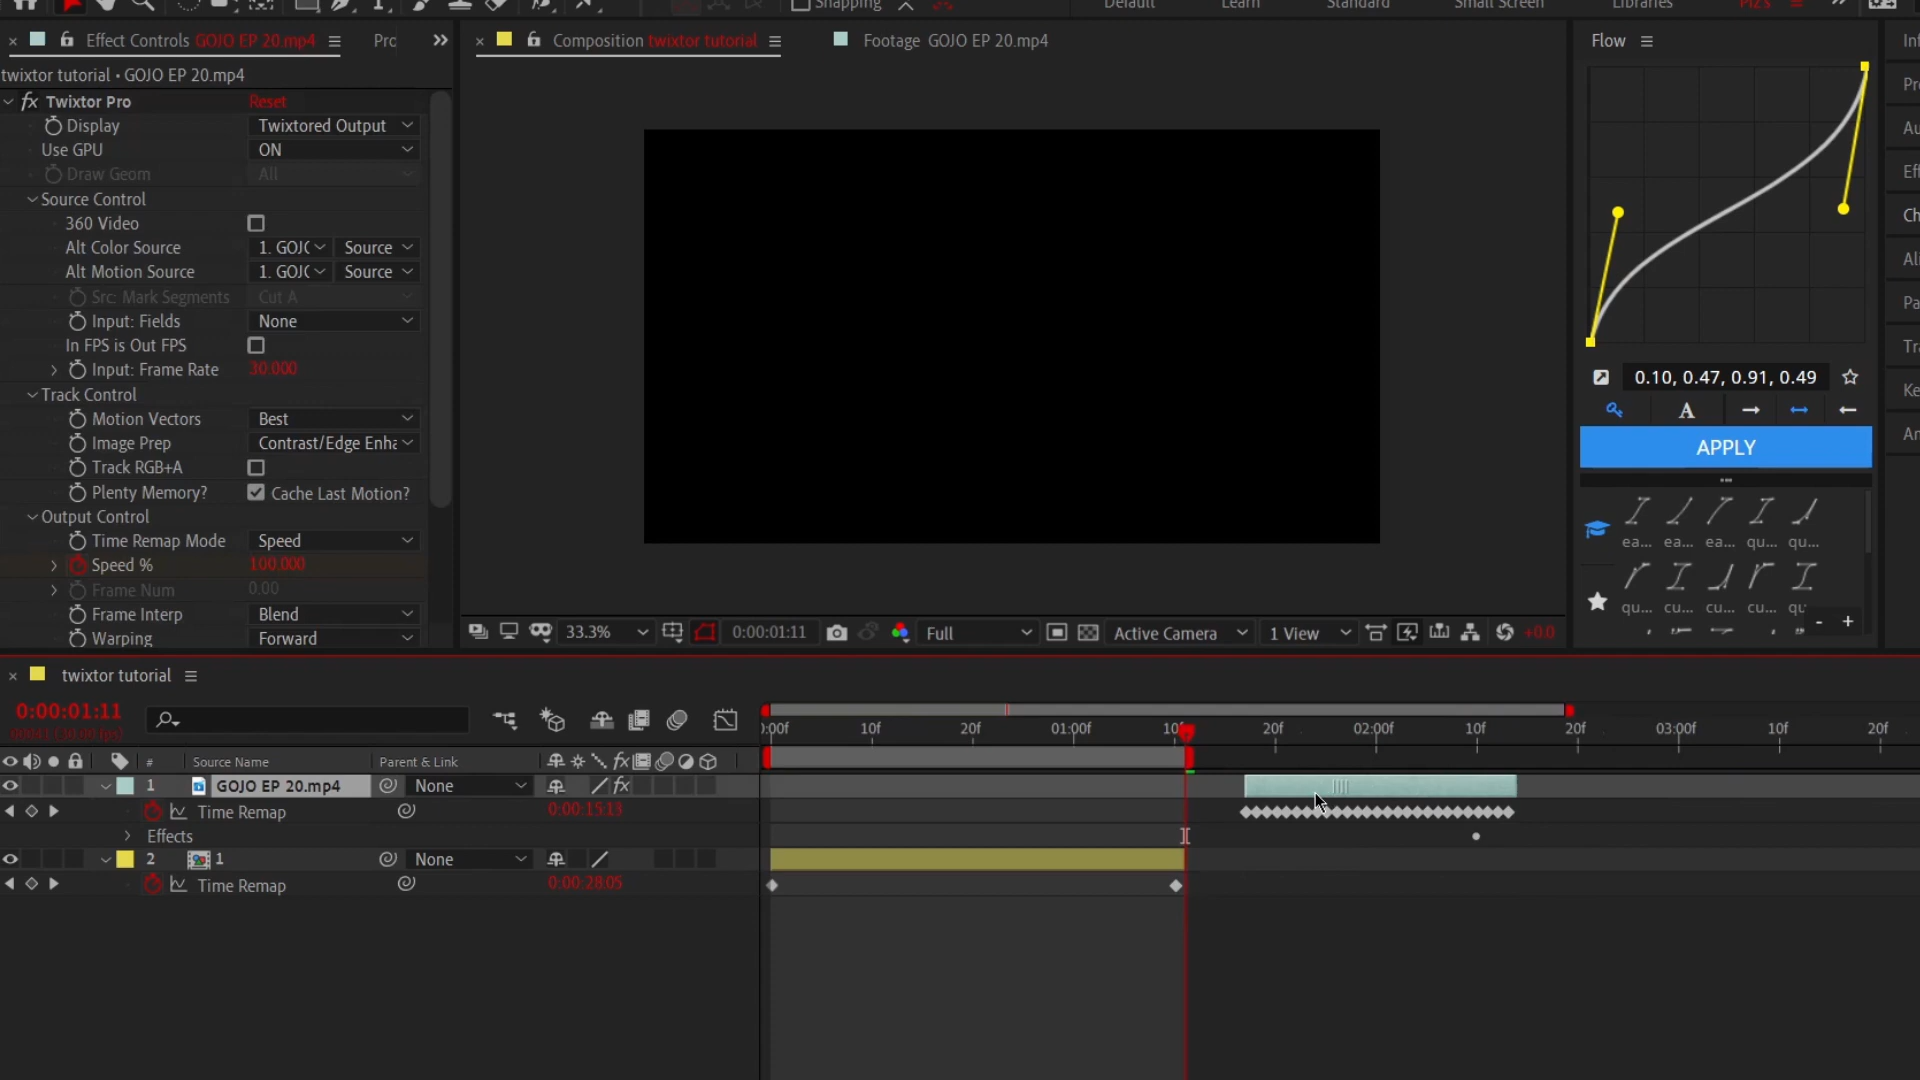 Snapping
Default
Learn
Standard
Small Screen
Libraries
Effect Controls GOJO EP 20.mp4
Composition twixtor tutorial
Footage GOJO EP 20.mp4
Flow
twixtor tutorial • GOJO EP 20.mp4
fx Twixtor Pro Reset
Display Twixtored Output
Use GPU ON
Draw Geom All
Source Control
360 Video
Alt Color Source 1. GOJ Source
Alt Motion Source 1. GOJ Source
Src: Mark Segments Cut A
Input: Fields None
In FPS is Out FPS
Input: Frame Rate 30.000
Track Control
Motion Vectors Best
Image Prep Contrast/Edge Enha
Track RGB+A
Plenty Memory? Cache Last Motion?
Output Control
Time Remap Mode Speed
Speed % 100.000
Frame Num 0.00
Frame Interp Blend
Warping Forward
0.10, 0.47, 0.91, 0.49
A
APPLY
ea... ea... ea... qu... qu...
qu... cu... cu... cu... qu
- +
33.3% 0:00:01:11 Full Active Camera 1 View +0.0
twixtor tutorial
0:00:01:11
:00f 10f 20f 01:00f 10f 20f 02:00f 10f 20f 03:00f 10f 20f
# Source Name Parent & Link
1 GOJO EP 20.mp4 None fx
Time Remap 0:00:15:13
Effects
2 1 None
Time Remap 0:00:28:05